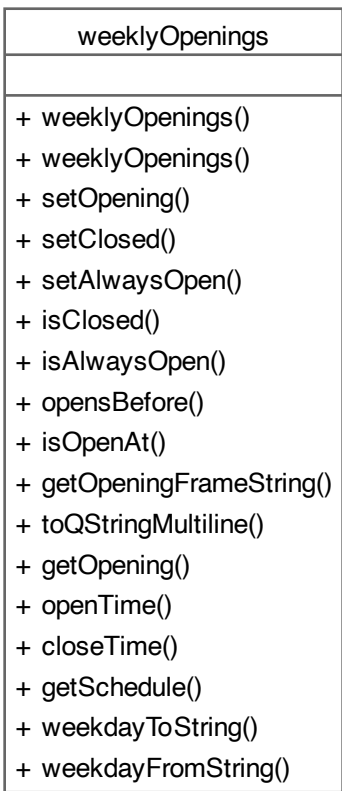 weeklyOpenings
+ weeklyOpenings()
+ weeklyOpenings()
+ setOpening()
+ setClosed()
+ setAlwaysOpen()
+ isClosed()
+ isAlwaysOpen()
+ opensBefore()
+ isOpenAt()
+ getOpeningFrameString()
+ toQStringMultiline()
+ getOpening()
+ openTime()
+ closeTime()
+ getSchedule()
+ weekdayToString()
+ weekdayFromString()